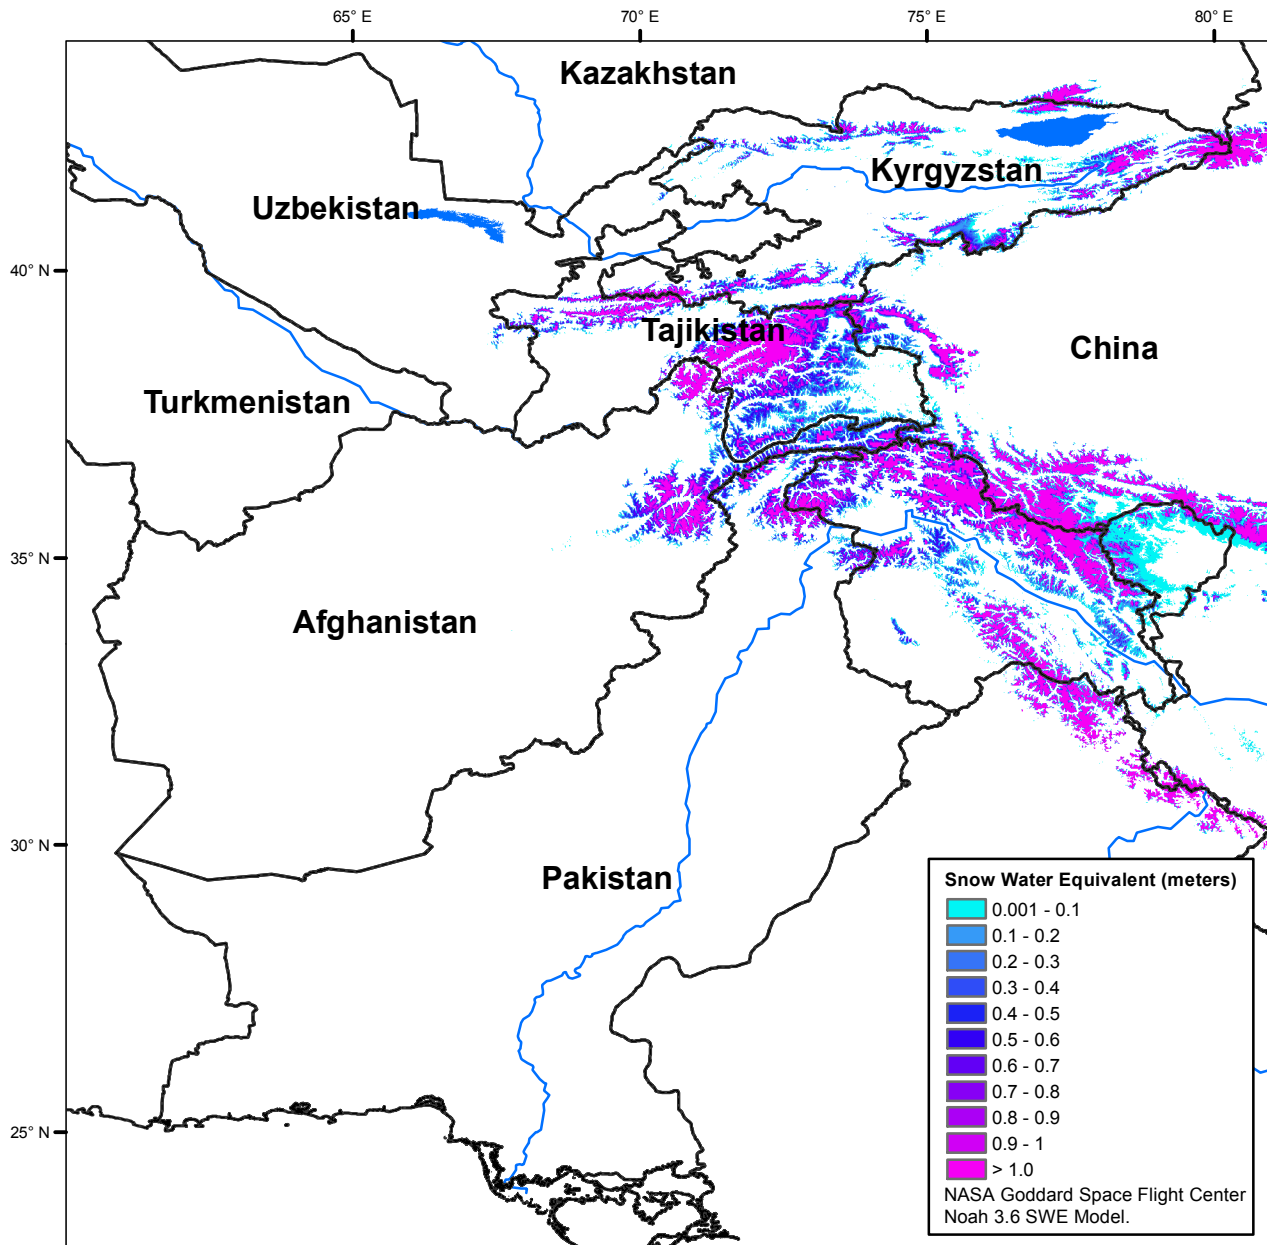 65° E
70° E
75° E
80° E
Kazakhstan
Kyrgyzstan
Uzbekistan
40° N
Tajikistan
China
Turkmenistan
35° N
Afghanistan
30° N
Pakistan
25° N
Snow Water Equivalent (meters)
0.001 - 0.1
0.1 - 0.2
0.2 - 0.3
0.3 - 0.4
0.4 - 0.5
0.5 - 0.6
0.6 - 0.7
0.7 - 0.8
0.8 - 0.9
0.9 - 1
> 1.0
NASA Goddard Space Flight Center
Noah 3.6 SWE Model.